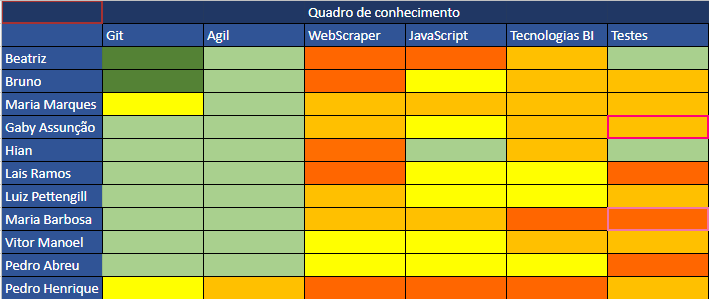 Quadro de conhecimento
Git Agil WebScraper JavaScript Tecnologias BI Testes
Beatriz
Bruno
Maria Marques
Gaby Assunção
Hian
Lais Ramos
Luiz Pettengill
Maria Barbosa
Vitor Manoel
Pedro Abreu
Pedro Henrique